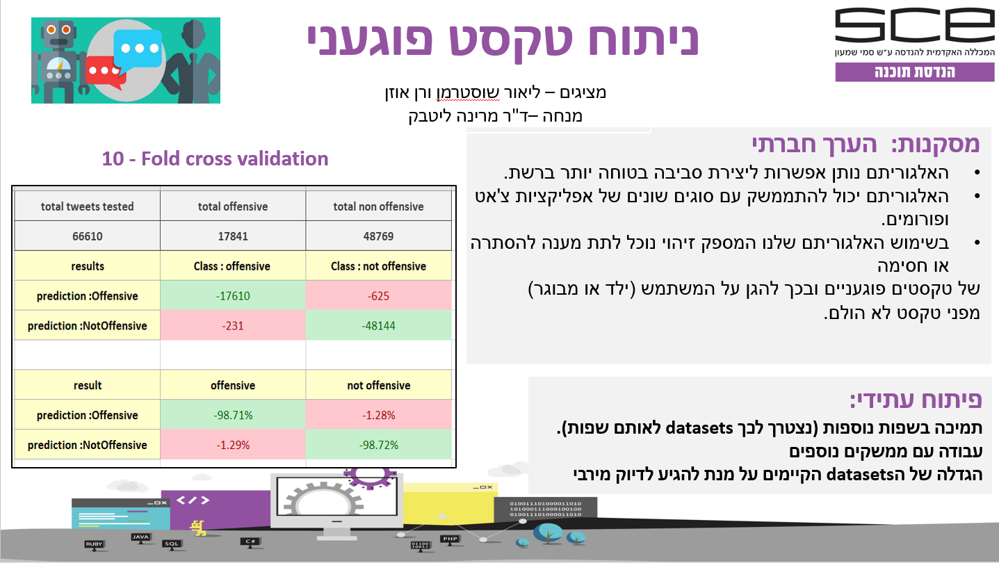 ניתוח טקסט פוגעני
SCE
המכללה האקדמית להנדסה ע״ש סמי שמעון
הנדסת תוכנה
מציגים – ליאור שוסטרמן ורן אוזן
מנחה –ד"ר מרינה ליטבק
מסקנות: הערך חברתי
• האלגוריתם נותן אפשרות ליצירת סביבה בטוחה יותר ברשת.
• האלגוריתם יכול להתממשק עם סוגים שונים של אפליקציות צ'אט
ופורומים.
• בשימוש האלגוריתם שלנו המספק זיהוי נוכל לתת מענה להסתרה
או חסימה
של טקסטים פוגעניים ובכך להגן על המשתמש (ילד או מבוגר)
מפני טקסט לא הולם.
10 - Fold cross validation
total tweets tested total offensive total non offensive
66610 17841 48769
results Class : offensive Class : not offensive
prediction :Offensive -17610 -625
prediction :NotOffensive -231 -48144
result offensive not offensive
prediction :Offensive -98.71% -1.28%
prediction :NotOffensive -1.29% -98.72%
פיתוח עתידי:
תמיכה בשפות נוספות (נצטרך לכך datasets לאותם שפות).
עבודה עם ממשקים נוספים
הגדלה של הdatasets הקיימים על מנת להגיע לדיוק מירבי
</> 
010011101000011010
101000111000100100
010011101000011010
RUBY
JAVA
SQL
C#
01100
10011
PHP